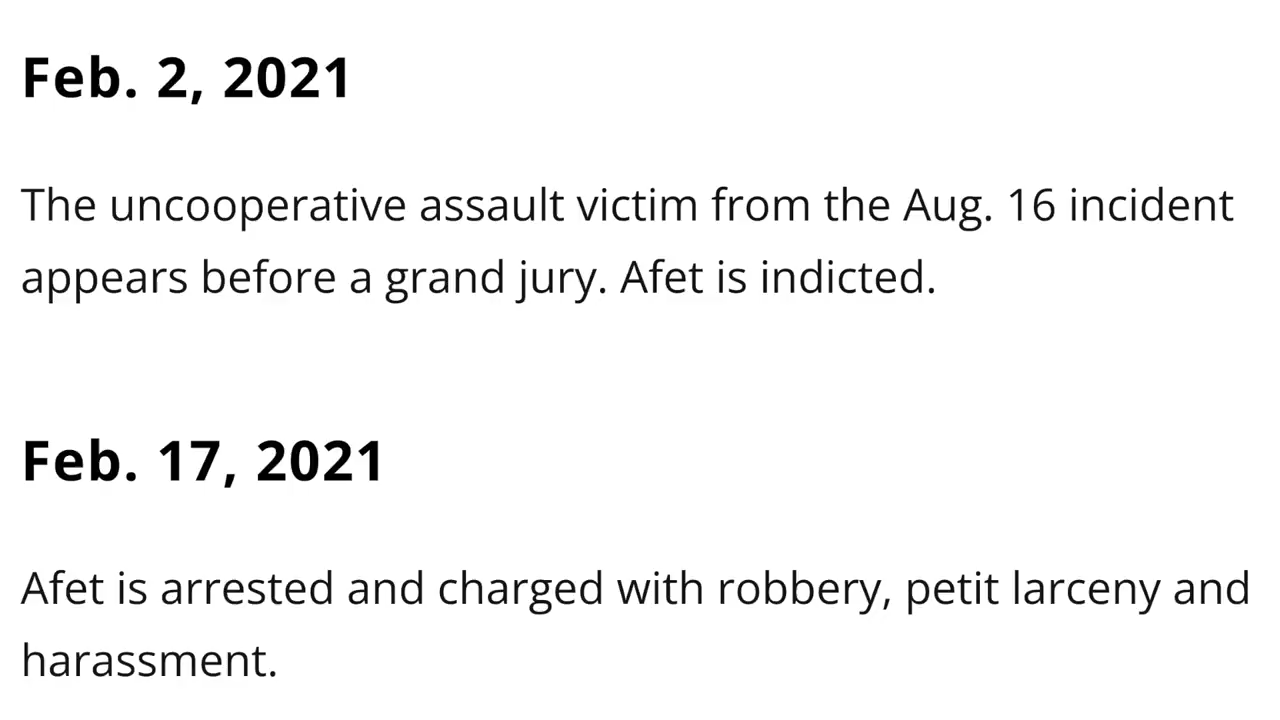 Feb. 2, 2021
The uncooperative assault victim from the Aug. 16 incident
appears before a grand jury. Afet is indicted.
Feb. 17, 2021
Afet is arrested and charged with robbery, petit larceny and
harassment.